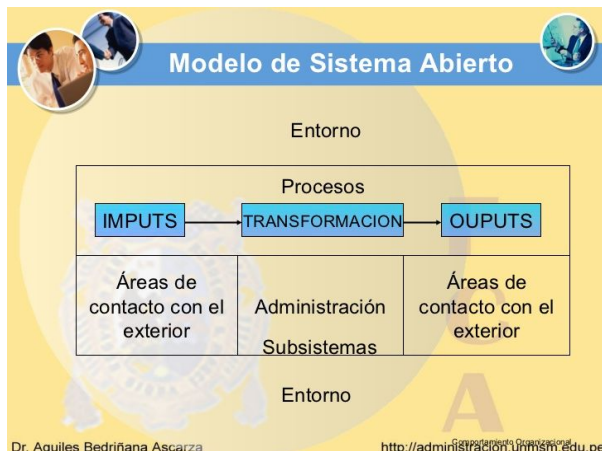 Modelo de Sistema Abierto
Entorno
Procesos
IMPUTS
TRANSFORMACION
OUPUTS
Áreas de
contacto con el
exterior
Administración
Subsistemas
Áreas de
contacto con el
exterior
Entorno
Dr. Aquiles Bedriñana Ascarza
Comportamiento Organizacional
http://administracion.unmsm.edu.pe